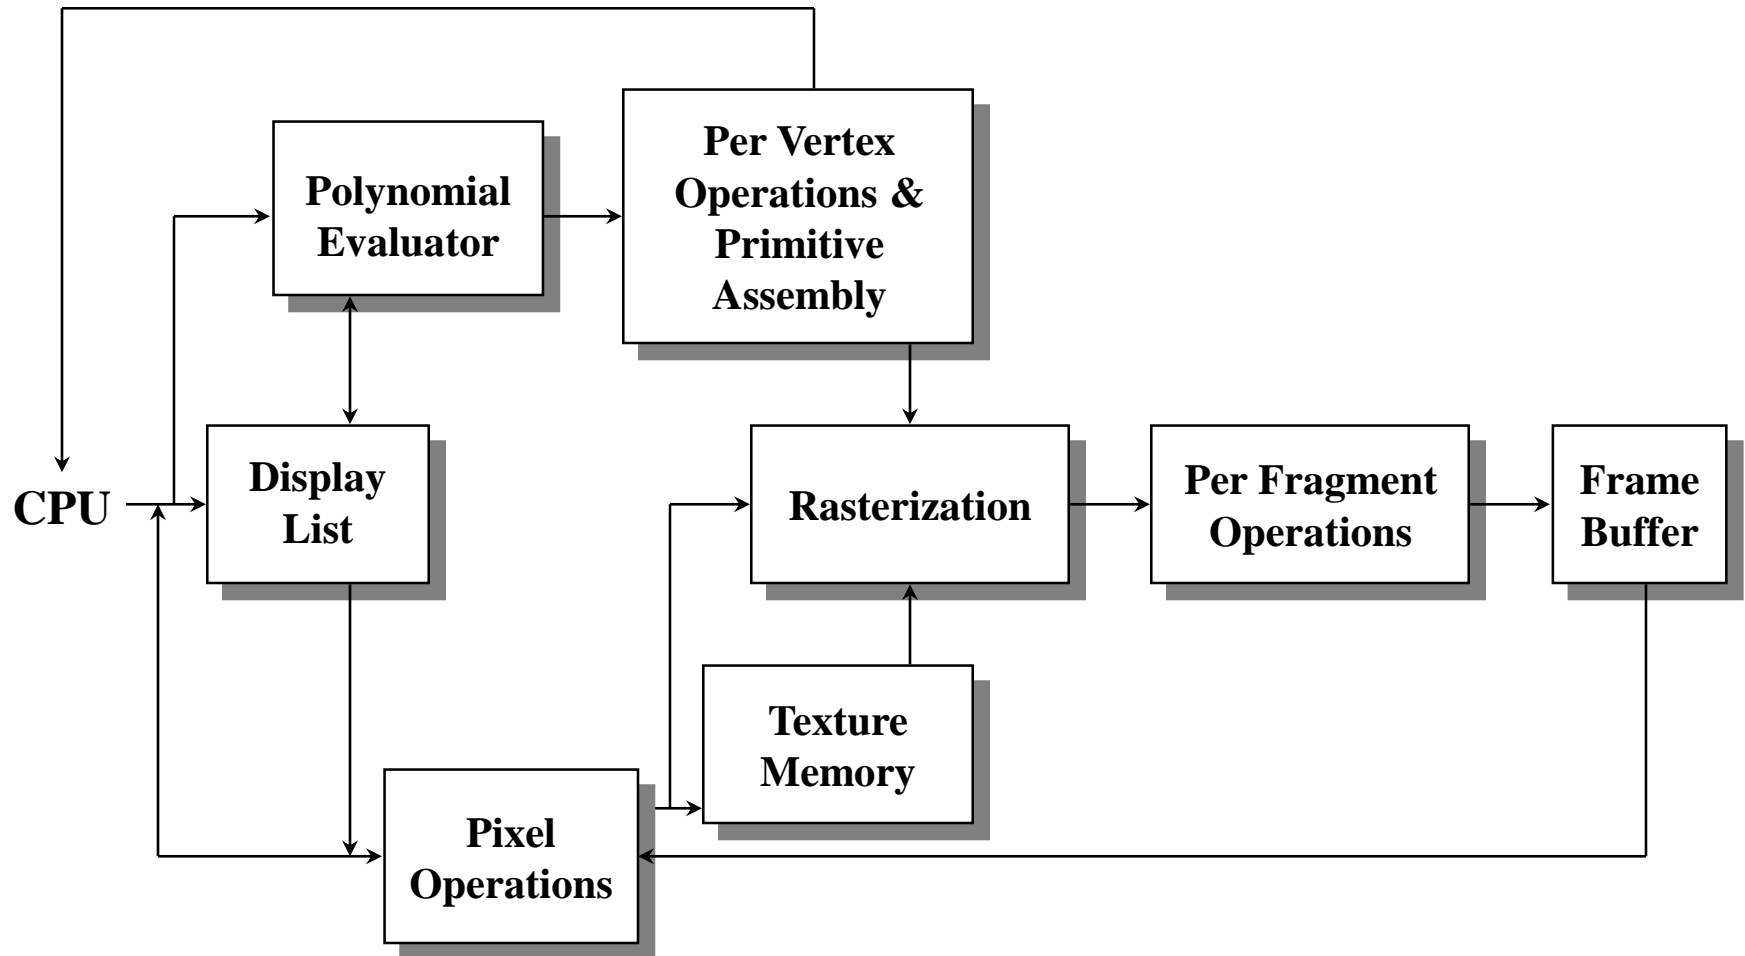 Polynomial
Evaluator
Per Vertex
Operations &
Primitive
Assembly
CPU
Display
List
Rasterization
Per Fragment
Operations
Frame
Buffer
Texture
Memory
Pixel
Operations